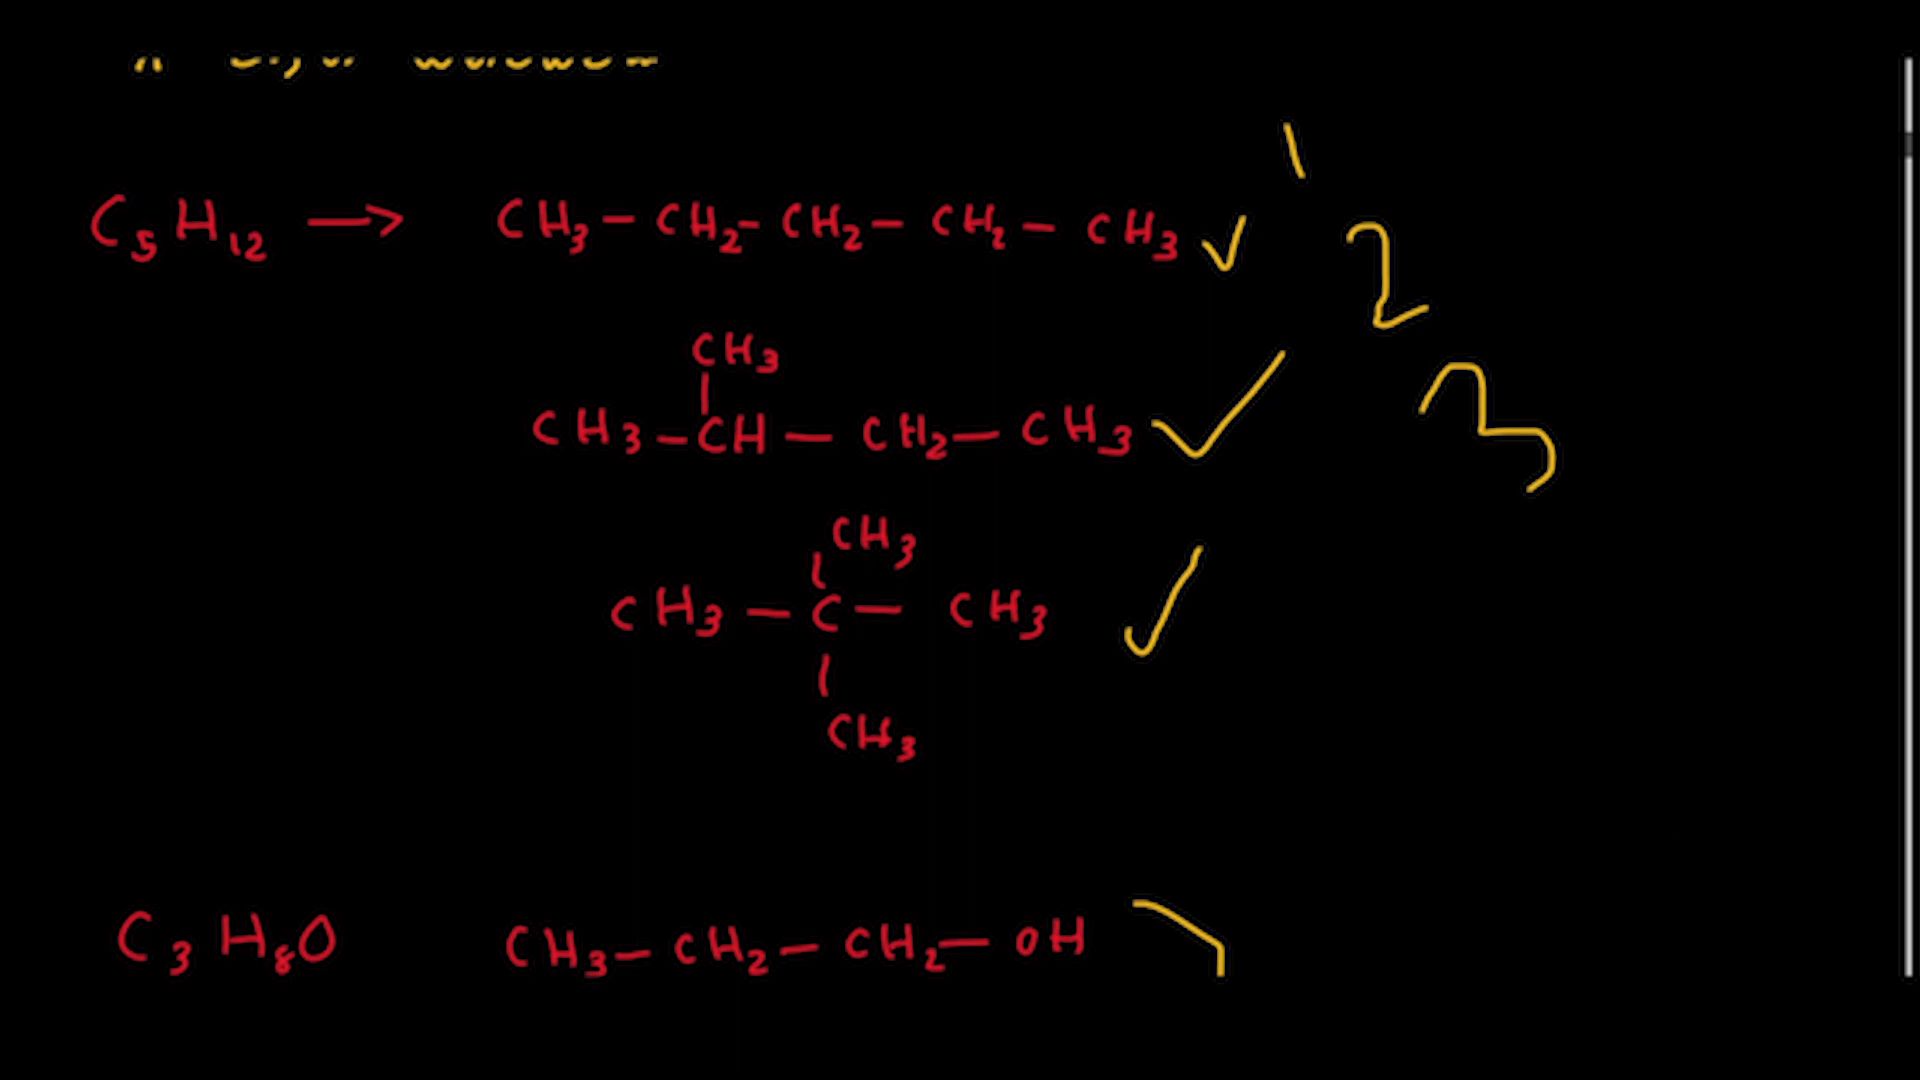 1
C5H12 → CH3 - CH2 - CH2 - CH2 - CH3 ✓
2
CH3
|
CH3 - CH - CH2 - CH3 ✓
3
CH3
|
CH3 - C - CH3 ✓
|
CH3
C3H8O CH3 - CH2 - CH2 - OH